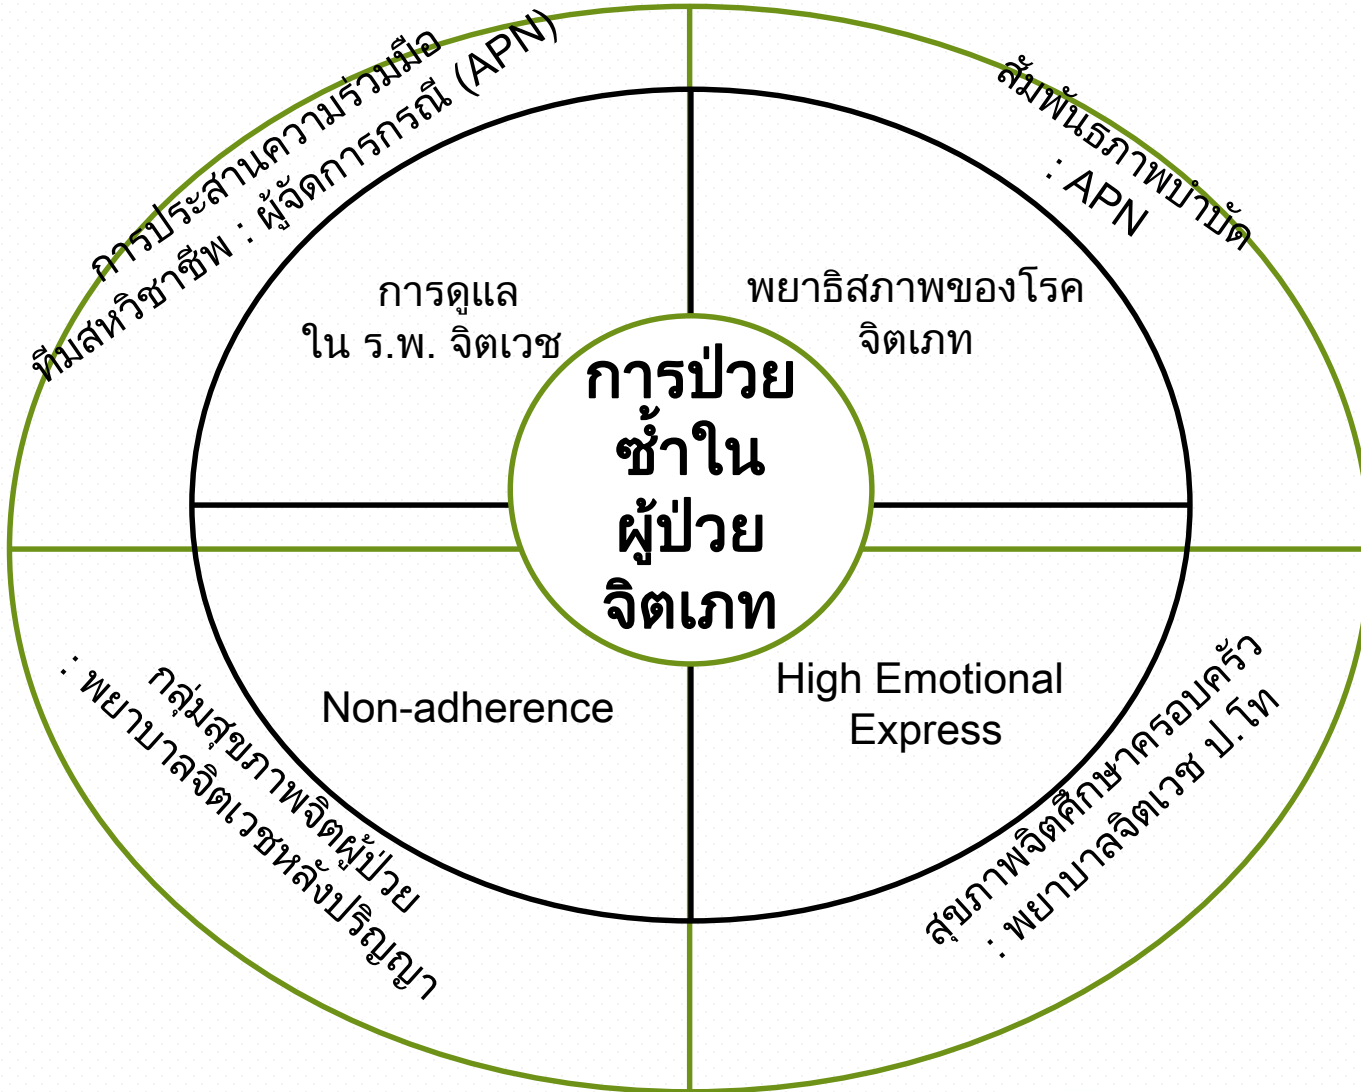 การประสานความร่วมมือ
ทีมสหวิชาชีพ : ผู้จัดการกรณี (APN)
สัมพันธภาพบำบัด
: APN
การดูแล
ใน ร.พ. จิตเวช
พยาธิสภาพของโรค
จิตเภท
การป่วย
ซ้ำใน
ผู้ป่วย
จิตเภท
Non-adherence
High Emotional
Express
กลุ่มสุขภาพจิตผู้ป่วย
: พยาบาลจิตเวชหลังปริญญา
สุขภาพจิตศึกษาครอบครัว
: พยาบาลจิตเวช ป.โท